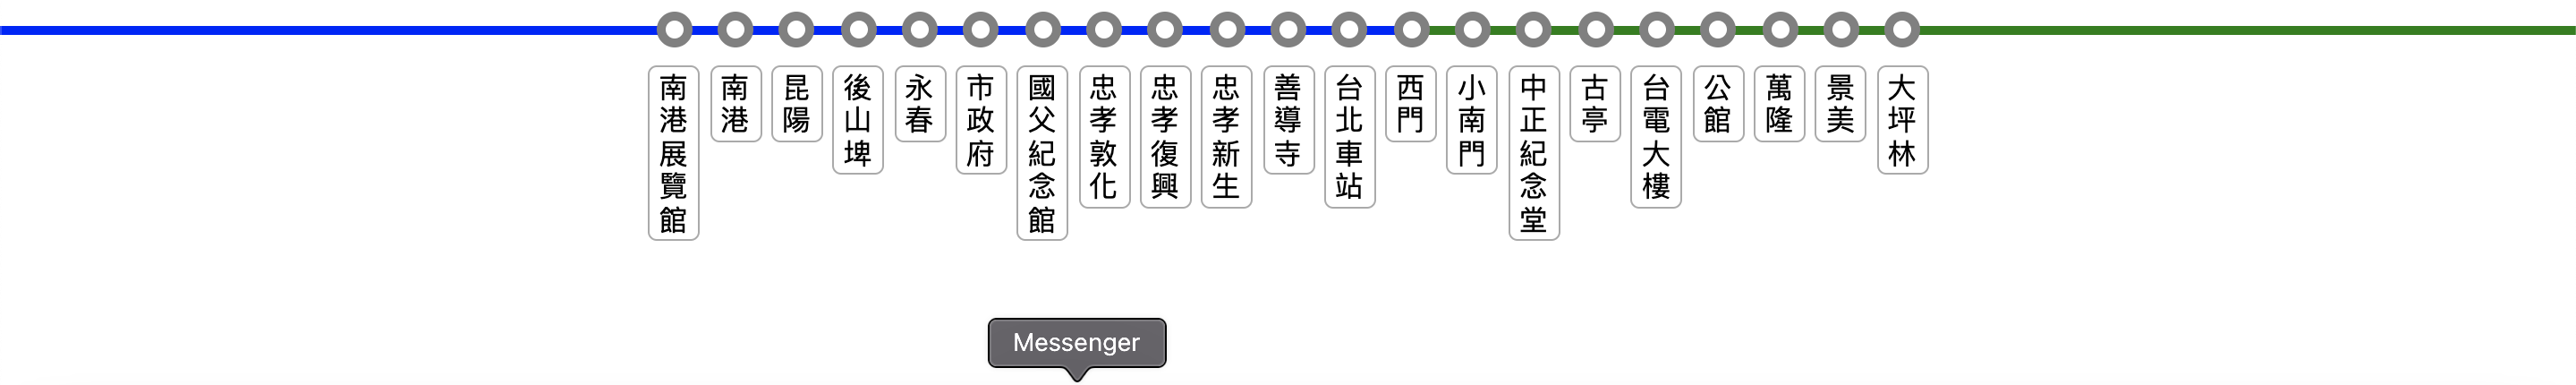 南港展覽館
南港
昆陽
後山埤
永春
市政府
國父紀念館
忠孝敦化
忠孝復興
忠孝新生
善導寺
台北車站
西門
小南門
中正紀念堂
古亭
台電大樓
公館
萬隆
景美
大坪林
Messenger